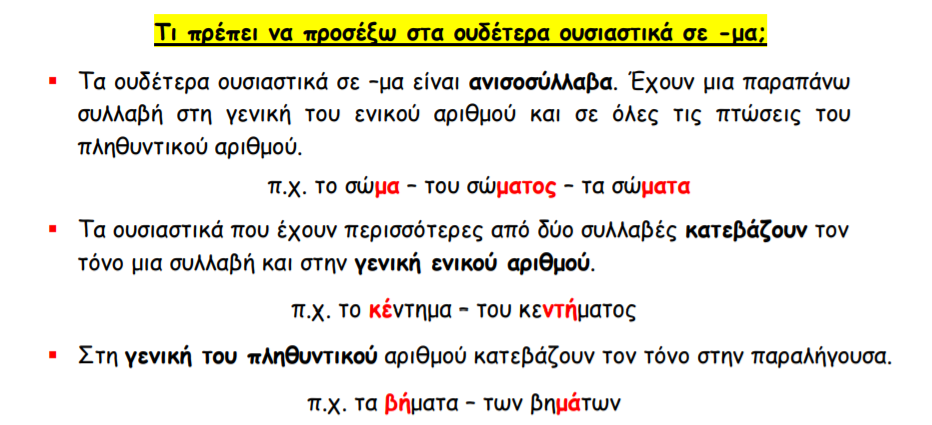 Τι πρέπει να προσέξω στα ουδέτερα ουσιαστικά σε -μα;
▪ Τα ουδέτερα ουσιαστικά σε –μα είναι ανισοσύλλαβα. Έχουν μια παραπάνω
συλλαβή στη γενική του ενικού αριθμού και σε όλες τις πτώσεις του
πληθυντικού αριθμού.
π.χ. το σώμα – του σώματος – τα σώματα
▪ Τα ουσιαστικά που έχουν περισσότερες από δύο συλλαβές κατεβάζουν τον
τόνο μια συλλαβή και στην γενική ενικού αριθμού.
π.χ. το κέντημα – του κεντήματος
▪ Στη γενική του πληθυντικού αριθμού κατεβάζουν τον τόνο στην παραλήγουσα.
π.χ. τα βήματα – των βημάτων